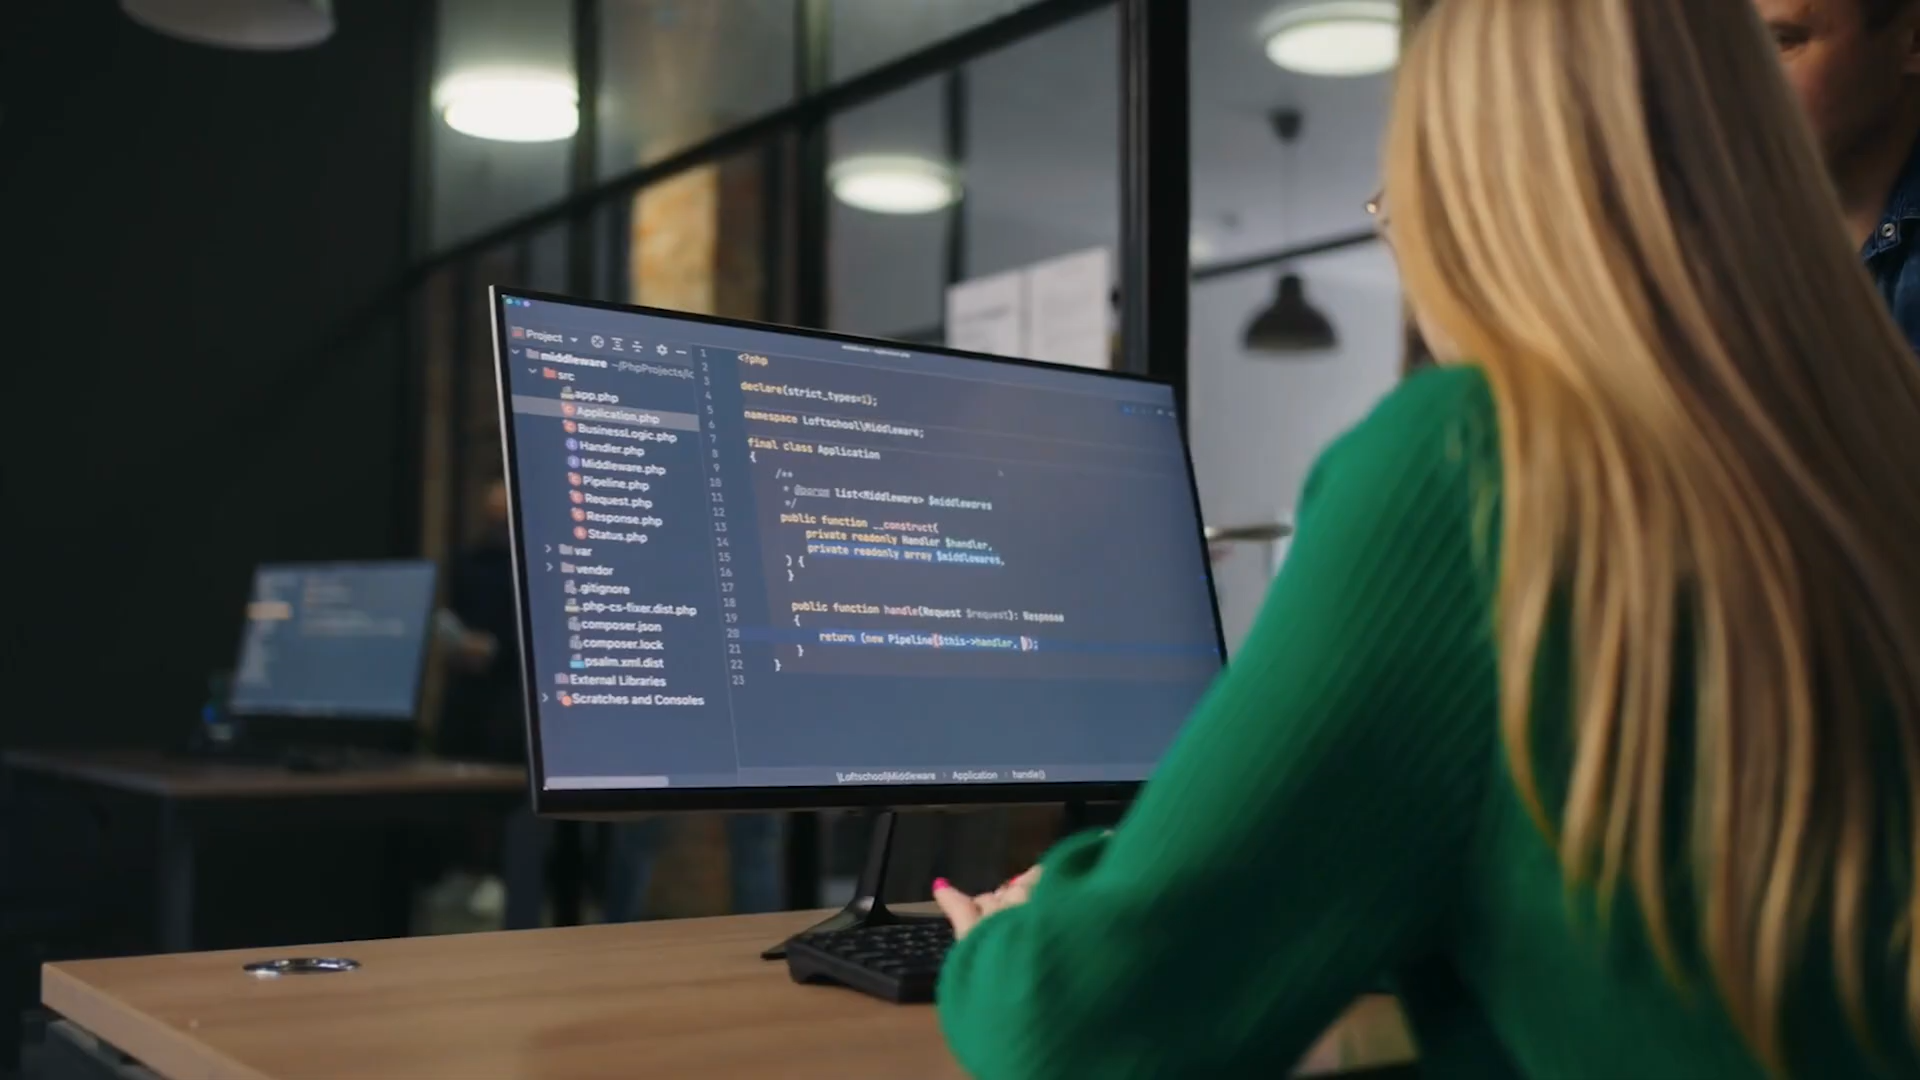 Project
middleware ~/PhpProjects/lo
src
app.php
Application.php
BusinessLogic.php
Handler.php
Middleware.php
Pipeline.php
Request.php
Response.php
Status.php
var
vendor
.gitignore
.php-cs-fixer.dist.php
composer.json
composer.lock
psalm.xml.dist
External Libraries
Scratches and Consoles
1 <?php
2
3 declare(strict_types=1);
4
5 namespace Loftschool\Middleware;
6
7 final class Application
8 {
9 /**
10 * @param list<Middleware> $middlewares
11 */
12 public function __construct(
13 private readonly Handler $handler,
14 private readonly array $middlewares,
15 ) {
16 }
17
18 public function handle(Request $request): Response
19 {
20 return (new Pipeline($this->handler, ));
21 }
22 }
23
\Loftschool\Middleware > Application > handle()